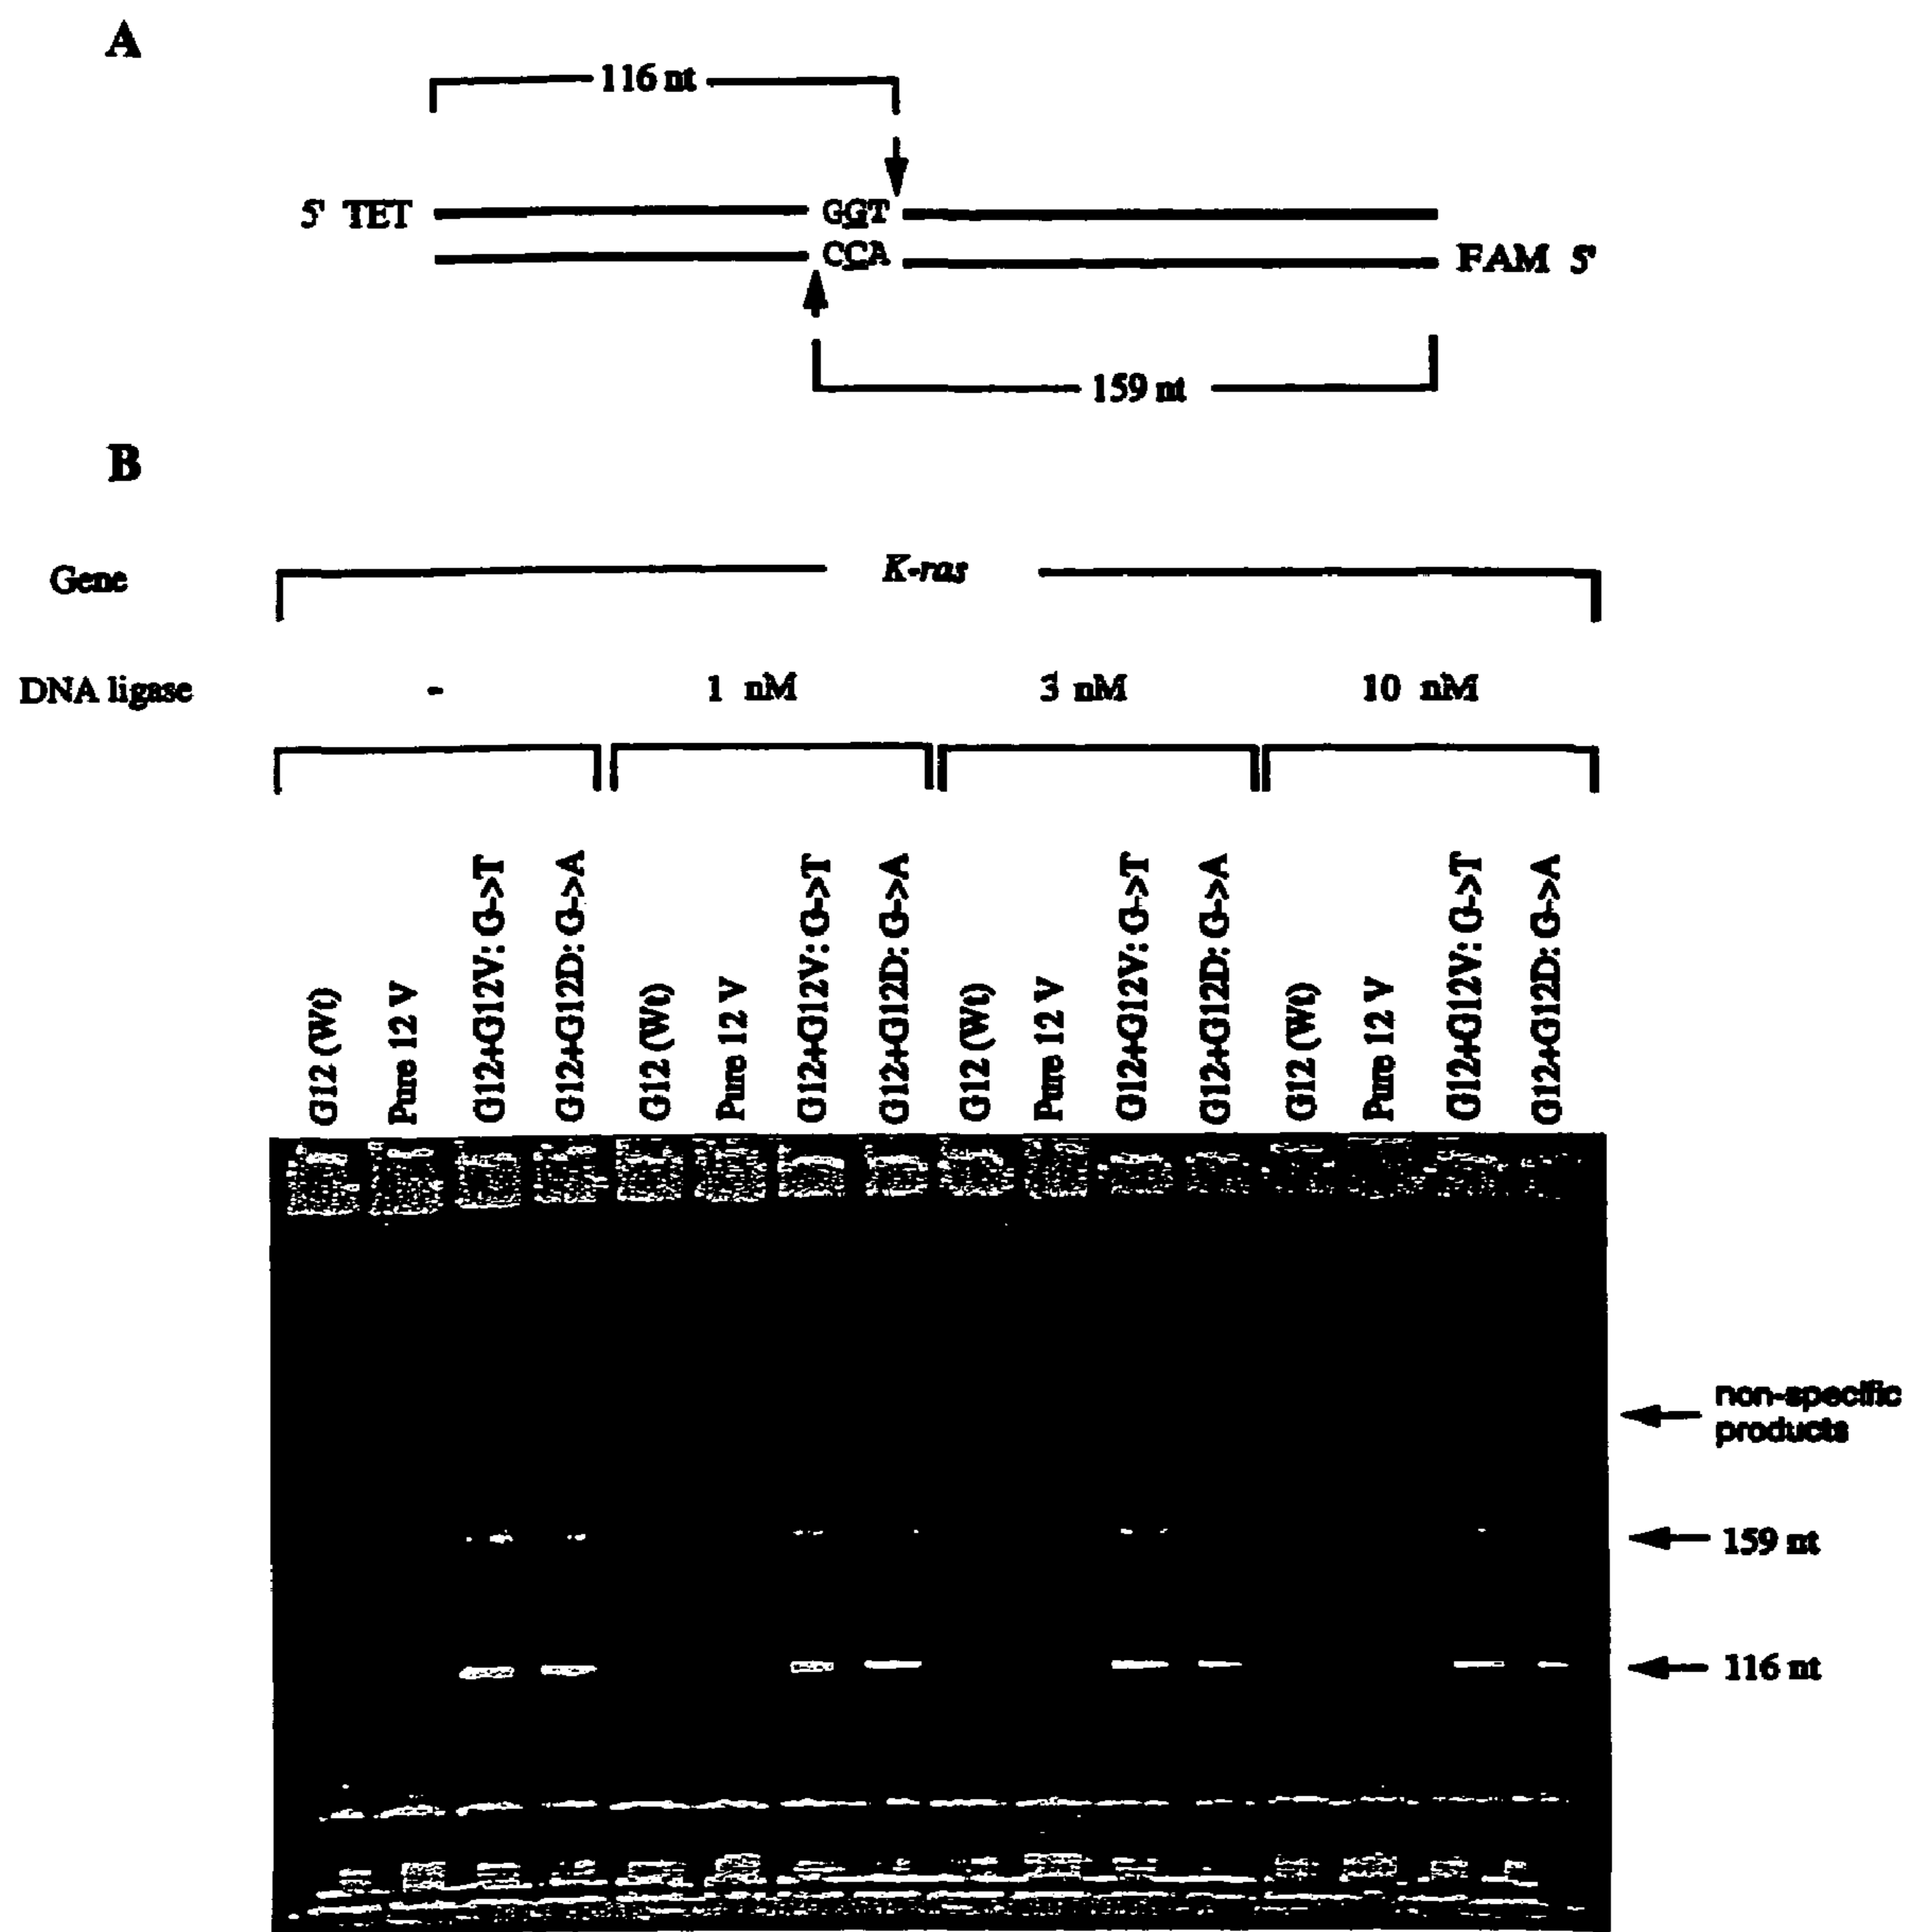 A
116 nt
5' TET GGT
CCA FAM 5'
159 nt
B
Gene K-ras
DNA ligase - 1 nM 3 nM 10 nM
G12 (Wt)
Pure 12 V
G12+G12V: G->T
G12+G12D: G->A
G12 (Wt)
Pure 12 V
G12+G12V: G->T
G12+G12D: G->A
G12 (Wt)
Pure 12 V
G12+G12V: G->T
G12+G12D: G->A
G12 (Wt)
Pure 12 V
G12+G12V: G->T
G12+G12D: G->A
non-specific
products
159 nt
116 nt